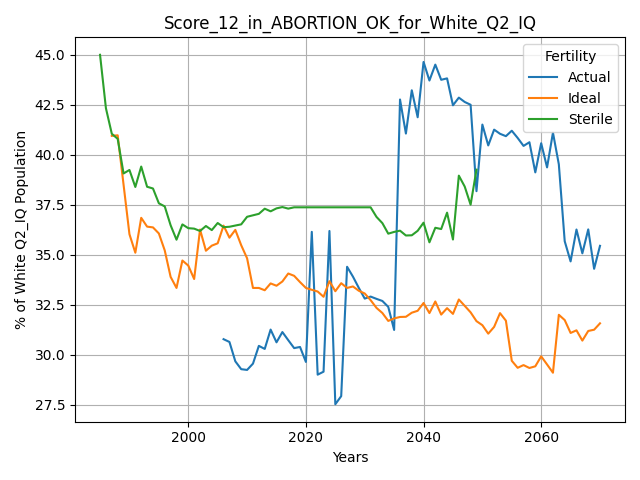 Score_12_in_ABORTION_OK_for_White_Q2_IQ
Fertility
Actual
Ideal
Sterile
% of White Q2_IQ Population
45.0
42.5
40.0
37.5
35.0
32.5
30.0
27.5
2000
2020
2040
2060
Years